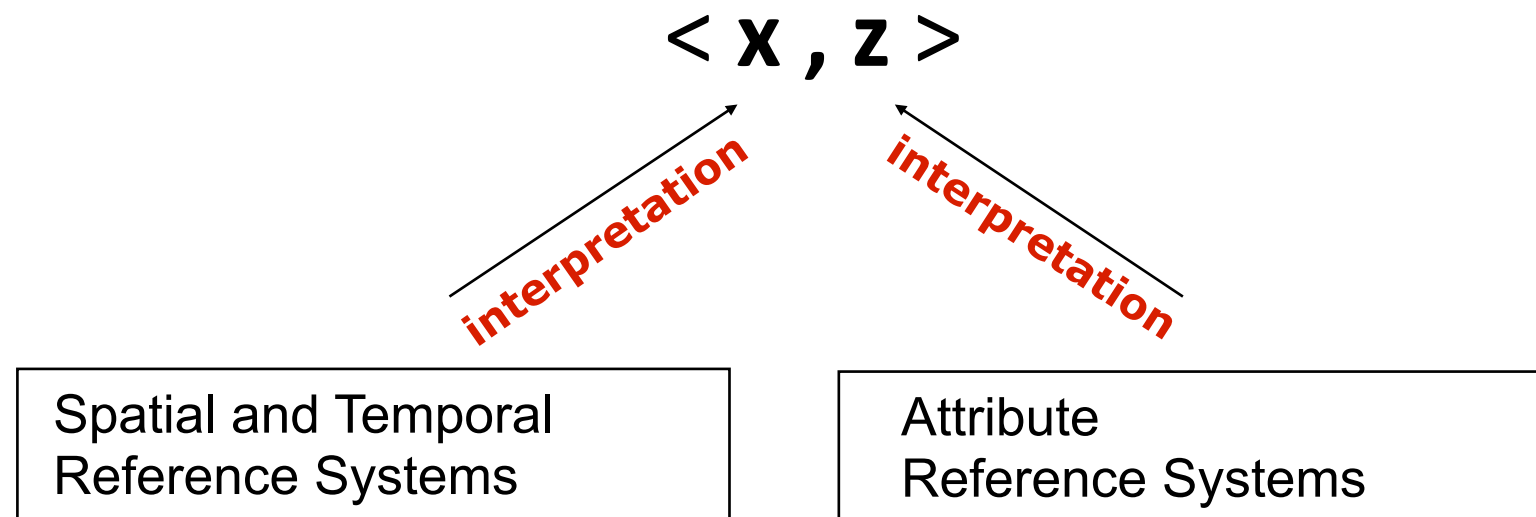 < x , z >
interpretation
interpretation
Spatial and Temporal
Reference Systems
Attribute
Reference Systems